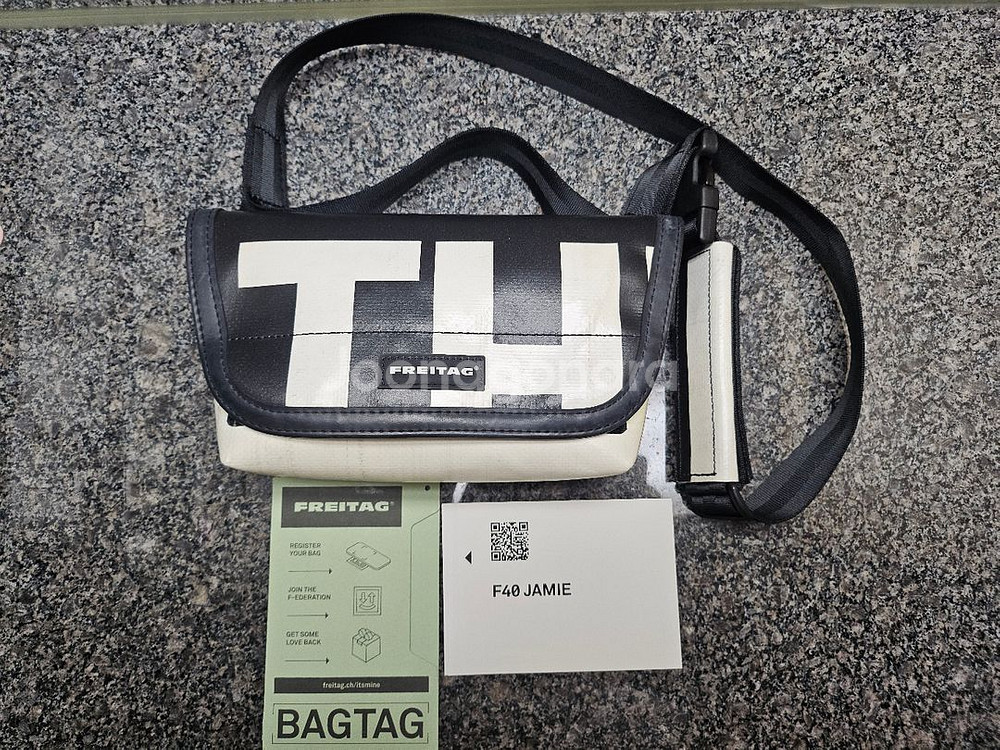 TH
FREITAG®
FREITAG®
REGISTER
YOUR BAG
JOIN THE
F-EDERATION
GET SOME
LOVE BACK
freitag.ch/itsmine
BAGTAG
F40 JAMIE